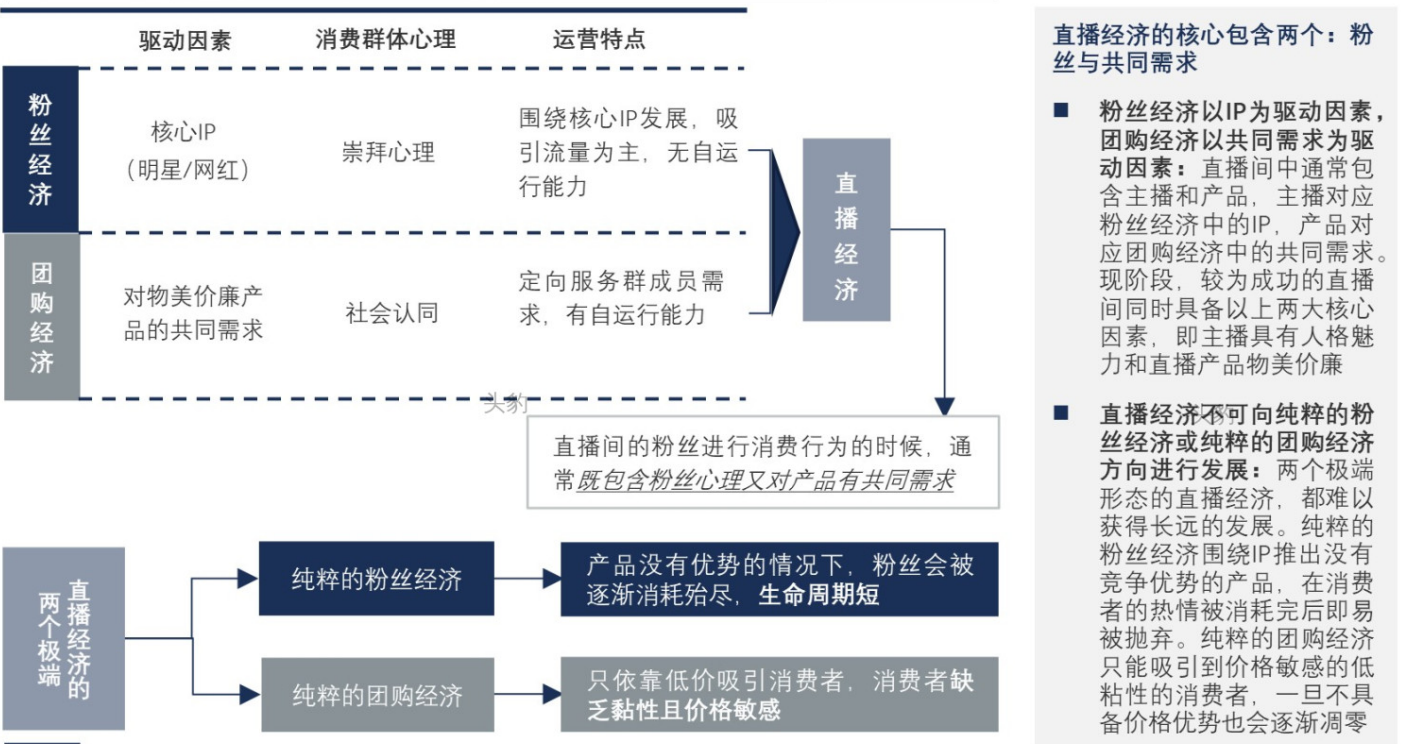 驱动因素 消费群体心理 运营特点
粉丝经济
核心IP
（明星/网红）
崇拜心理
围绕核心IP发展，吸
引流量为主，无自运
行能力
团购经济
对物美价廉产
品的共同需求
社会认同
定向服务群成员需
求，有自运行能力
直播经济
头豹
直播间的粉丝进行消费行为的时候，通
常既包含粉丝心理又对产品有共同需求
直播经济的
两个极端
纯粹的粉丝经济
产品没有优势的情况下，粉丝会被
逐渐消耗殆尽，生命周期短
纯粹的团购经济
只依靠低价吸引消费者，消费者缺
乏黏性且价格敏感
直播经济的核心包含两个：粉
丝与共同需求
■ 粉丝经济以IP为驱动因素，
团购经济以共同需求为驱
动因素：直播间中通常包
含主播和产品，主播对应
粉丝经济中的IP，产品对
应团购经济中的共同需求。
现阶段，较为成功的直播
间同时具备以上两大核心
因素，即主播具有人格魅
力和直播产品物美价廉
■ 直播经济不可向纯粹的粉
丝经济或纯粹的团购经济
方向进行发展：两个极端
形态的直播经济，都难以
获得长远的发展。纯粹的
粉丝经济围绕IP推出没有
竞争优势的产品，在消费
者的热情被消耗完后即易
被抛弃。纯粹的团购经济
只能吸引到价格敏感的低
粘性的消费者，一旦不具
备价格优势也会逐渐凋零
头豹